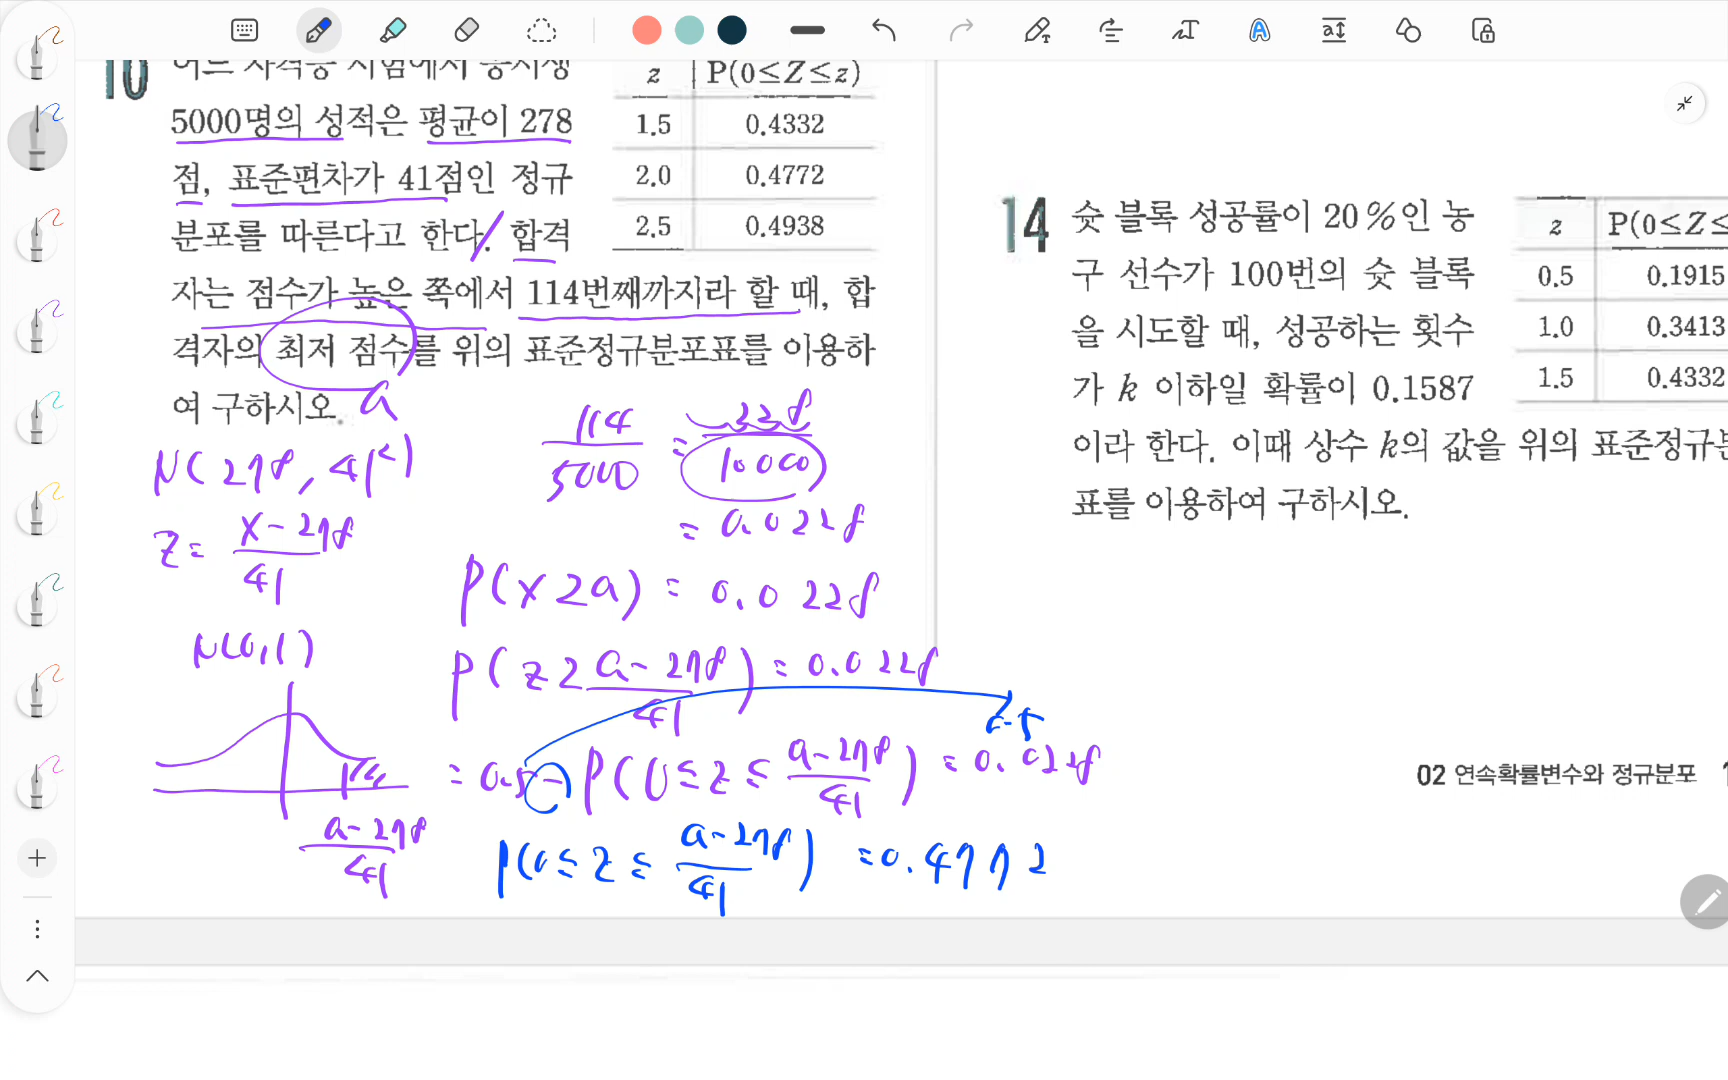 10 어느 자격증 시험에서 응시생
5000명의 성적은 평균이 278
점, 표준편차가 41점인 정규
분포를 따른다고 한다. 합격
자는 점수가 높은 쪽에서 114번째까지라 할 때, 합
격자의 최저 점수를 위의 표준정규분포표를 이용하
여 구하시오.
z P(0≤Z≤z)
1.5 0.4332
2.0 0.4772
2.5 0.4938
a
N(278, 41²)
z = x-278 / 41
N(0,1)
a-278 / 41
114 / 5000 = 228 / 10000
= 0.0228
P(x≥a) = 0.0228
P(z≥ a-278 / 41) = 0.0228
= 0.5 - P(0≤z≤ a-278 / 41) = 0.0228
P(0≤z≤ a-278 / 41) = 0.4772
14 슛 블록 성공률이 20%인 농
구 선수가 100번의 슛 블록
을 시도할 때, 성공하는 횟수
가 k 이하일 확률이 0.1587
이라 한다. 이때 상수 k의 값을 위의 표준정규분
표를 이용하여 구하시오.
z P(0≤Z≤
0.5 0.1915
1.0 0.3413
1.5 0.4332
02 연속확률변수와 정규분포 1